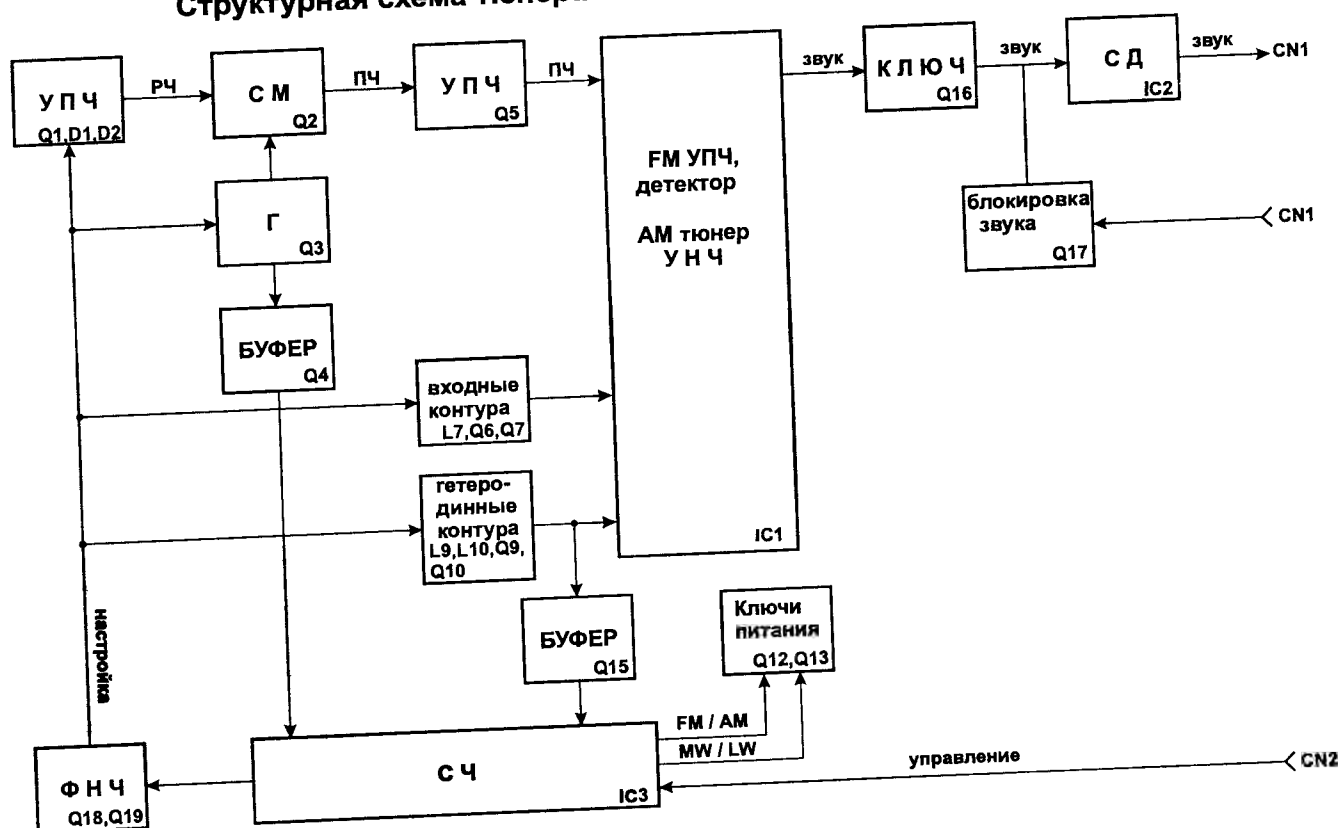 Структурная схема тюнера
У П Ч
Q1,D1,D2
РЧ
С М
Q2
ПЧ
У П Ч
Q5
ПЧ
FM УПЧ,
детектор
АМ тюнер
У Н Ч
IC1
звук
К Л Ю Ч
Q16
звук
С Д
IC2
звук
CN1
Г
Q3
блокировка
звука
Q17
CN1
БУФЕР
Q4
входные
контура
L7,Q6,Q7
гетеро-
динные
контура
L9,L10,Q9,
Q10
БУФЕР
Q15
Ключи
питания
Q12,Q13
настройка
FM / AM
MW / LW
Ф Н Ч
Q18,Q19
С Ч
IC3
управление
CN2